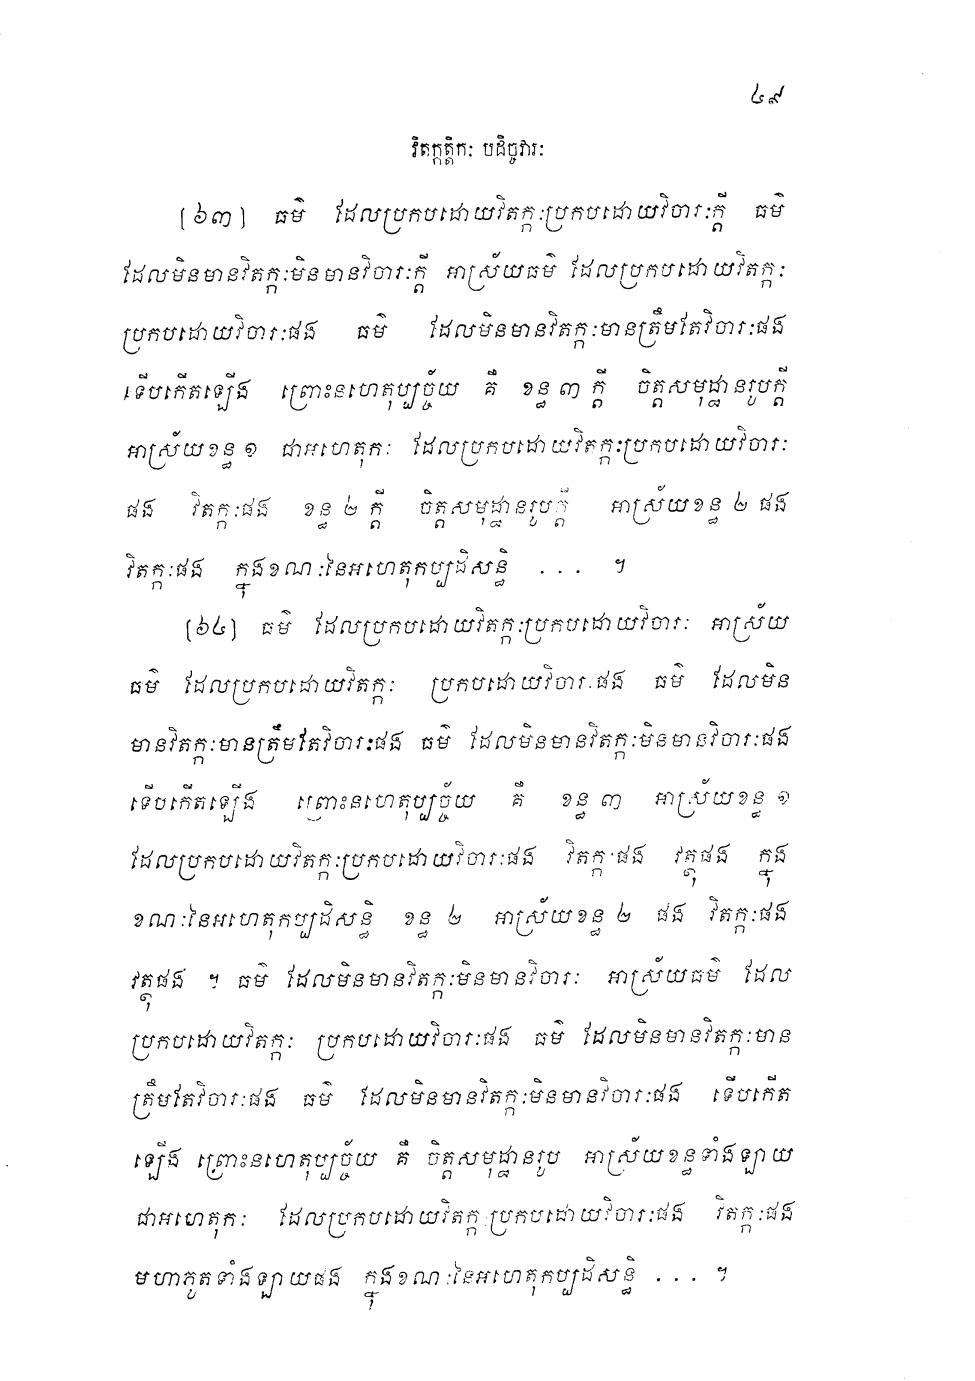 ៤៩
វិតក្កត្តិកៈ បដិច្ចវារៈ
[៦៣] ធម៌ ដែលប្រកបដោយវិតក្កៈប្រកបដោយវិចារៈក្តី ធម៌
ដែលមិនមានវិតក្កៈមិនមានវិចារៈក្តី អាស្រ័យធម៌ ដែលប្រកបដោយវិតក្កៈ
ប្រកបដោយវិចារៈផង ធម៌ ដែលមិនមានវិតក្កៈមានត្រឹមតែវិចារៈផង
ទើបកើតឡើង ព្រោះនហេតុប្បច្ច័យ គឺ ខន្ធ ៣ ក្តី ចិត្តសមុដ្ឋានរូបក្តី
អាស្រ័យខន្ធ ១ ជាអហេតុកៈ ដែលប្រកបដោយវិតក្កៈប្រកបដោយវិចារៈ
ផង វិតក្កៈផង ខន្ធ ២ ក្តី ចិត្តសមុដ្ឋានរូបក្តី អាស្រ័យខន្ធ ២ ផង
វិតក្កៈផង ក្នុងខណៈនៃអហេតុកប្បដិសន្ធិ ... ។
[៦៤] ធម៌ ដែលប្រកបដោយវិតក្កៈប្រកបដោយវិចារៈ អាស្រ័យ
ធម៌ ដែលប្រកបដោយវិតក្កៈ ប្រកបដោយវិចារៈផង ធម៌ ដែលមិន
មានវិតក្កៈមានត្រឹមតែវិចារៈផង ធម៌ ដែលមិនមានវិតក្កៈមិនមានវិចារៈផង
ទើបកើតឡើង ព្រោះនហេតុប្បច្ច័យ គឺ ខន្ធ ៣ អាស្រ័យខន្ធ ១
ដែលប្រកបដោយវិតក្កៈប្រកបដោយវិចារៈផង វិតក្កៈផង វត្ថុផង ក្នុង
ខណៈនៃអហេតុកប្បដិសន្ធិ ខន្ធ ២ អាស្រ័យខន្ធ ២ ផង វិតក្កៈផង
វត្ថុផង ។ ធម៌ ដែលមិនមានវិតក្កៈមិនមានវិចារៈ អាស្រ័យធម៌ ដែល
ប្រកបដោយវិតក្កៈ ប្រកបដោយវិចារៈផង ធម៌ ដែលមិនមានវិតក្កៈមាន
ត្រឹមតែវិចារៈផង ធម៌ ដែលមិនមានវិតក្កៈមិនមានវិចារៈផង ទើបកើត
ឡើង ព្រោះនហេតុប្បច្ច័យ គឺ ចិត្តសមុដ្ឋានរូប អាស្រ័យខន្ធទាំងឡាយ
ជាអហេតុកៈ ដែលប្រកបដោយវិតក្កៈប្រកបដោយវិចារៈផង វិតក្កៈផង
មហាភូតទាំងឡាយផង ក្នុងខណៈនៃអហេតុកប្បដិសន្ធិ ... ។